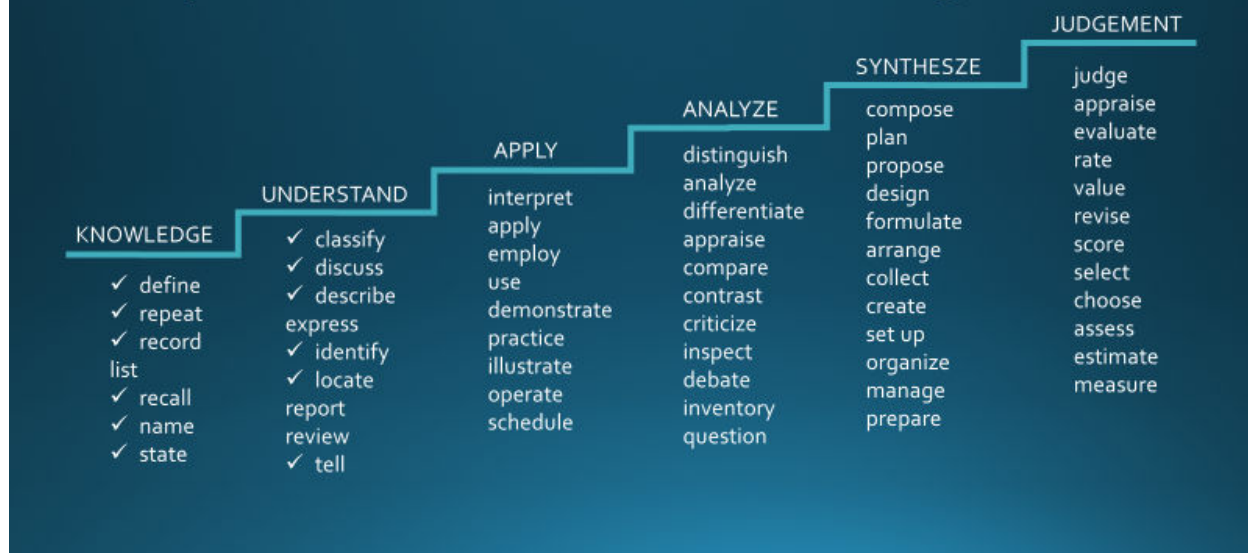 KNOWLEDGE
✓ define
✓ repeat
✓ record
list
✓ recall
✓ name
✓ state
UNDERSTAND
✓ classify
✓ discuss
✓ describe
express
✓ identify
✓ locate
report
review
✓ tell
APPLY
interpret
apply
employ
use
demonstrate
practice
illustrate
operate
schedule
ANALYZE
distinguish
analyze
differentiate
appraise
compare
contrast
criticize
inspect
debate
inventory
question
SYNTHESZE
compose
plan
propose
design
formulate
arrange
collect
create
set up
organize
manage
prepare
JUDGEMENT
judge
appraise
evaluate
rate
value
revise
score
select
choose
assess
estimate
measure